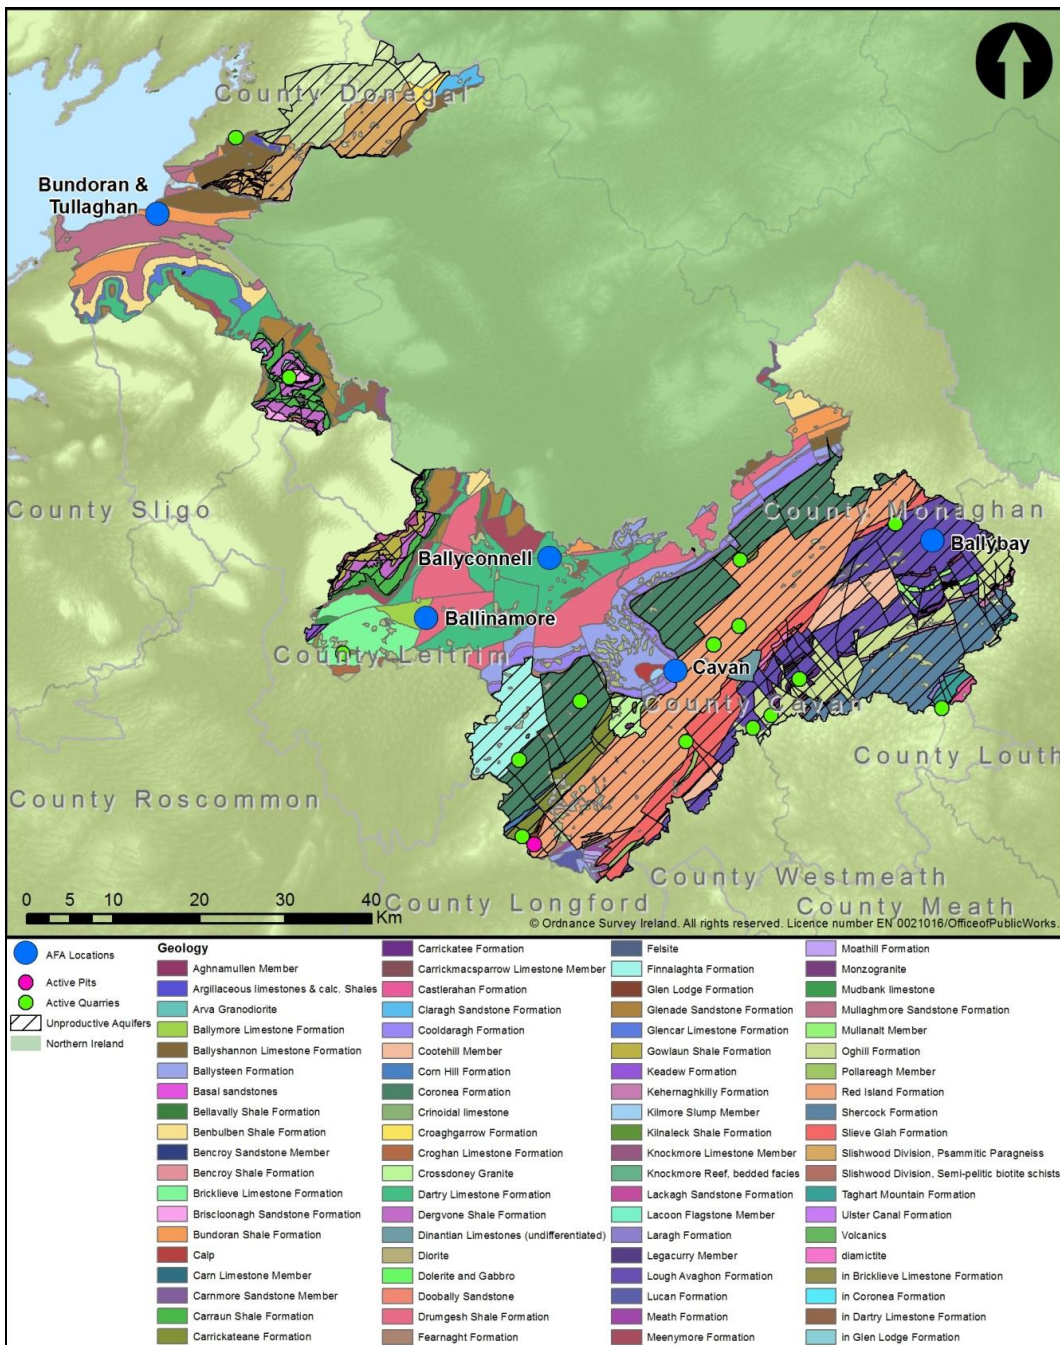 County Donegal
Bundoran &
Tullaghan
County Sligo
County Monaghan
Ballybay
Ballyconnell
Ballinamore
County Leitrim
Cavan
County Cavan
County Louth
County Roscommon
County Westmeath
County Longford
County Meath
0 5 10 20 30 40
Km
© Ordnance Survey Ireland. All rights reserved. Licence number EN 0021016/OfficeofPublicWorks.
AFA Locations
Active Pits
Active Quarries
Unproductive Aquifers
Northern Ireland
Geology
Aghnamullen Member
Argillaceous limestones & calc. Shales
Arva Granodiorite
Ballymore Limestone Formation
Ballyshannon Limestone Formation
Ballysteen Formation
Basal sandstones
Bellavally Shale Formation
Benbulben Shale Formation
Bencroy Sandstone Member
Bencroy Shale Formation
Bricklieve Limestone Formation
Briscloonagh Sandstone Formation
Bundoran Shale Formation
Calp
Carn Limestone Member
Carnmore Sandstone Member
Carraun Shale Formation
Carrickateane Formation
Carrickatee Formation
Carrickmacsparrow Limestone Member
Castlerahan Formation
Claragh Sandstone Formation
Cooldaragh Formation
Cootehill Member
Corn Hill Formation
Coronea Formation
Crinoidal limestone
Croaghgarrow Formation
Croghan Limestone Formation
Crossdoney Granite
Dartry Limestone Formation
Dergvone Shale Formation
Dinantian Limestones (undifferentiated)
Diorite
Dolerite and Gabbro
Doobally Sandstone
Drumgesh Shale Formation
Fearnaght Formation
Felsite
Finnalaghta Formation
Glen Lodge Formation
Glenade Sandstone Formation
Glencar Limestone Formation
Gowlaun Shale Formation
Keadew Formation
Kehernaghkilly Formation
Kilmore Slump Member
Kilnaleck Shale Formation
Knockmore Limestone Member
Knockmore Reef, bedded facies
Lackagh Sandstone Formation
Lacoon Flagstone Member
Laragh Formation
Legacurry Member
Lough Avaghon Formation
Lucan Formation
Meath Formation
Meenymore Formation
Moathill Formation
Monzogranite
Mudbank limestone
Mullaghmore Sandstone Formation
Mullanalt Member
Oghill Formation
Pollareagh Member
Red Island Formation
Shercock Formation
Slieve Glah Formation
Slishwood Division, Psammitic Paragneiss
Slishwood Division, Semi-pelitic biotite schists
Taghart Mountain Formation
Ulster Canal Formation
Volcanics
diamictite
in Bricklieve Limestone Formation
in Coronea Formation
in Dartry Limestone Formation
in Glen Lodge Formation